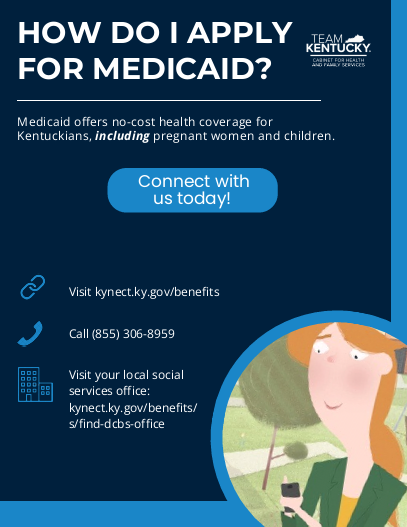 HOW DO I APPLY
FOR MEDICAID?
TEAM
KENTUCKY.
CABINET FOR HEALTH
AND FAMILY SERVICES
Medicaid offers no-cost health coverage for
Kentuckians, including pregnant women and children.
Connect with
us today!
Visit kynect.ky.gov/benefits
Call (855) 306-8959
Visit your local social
services office:
kynect.ky.gov/benefits/
s/find-dcbs-office